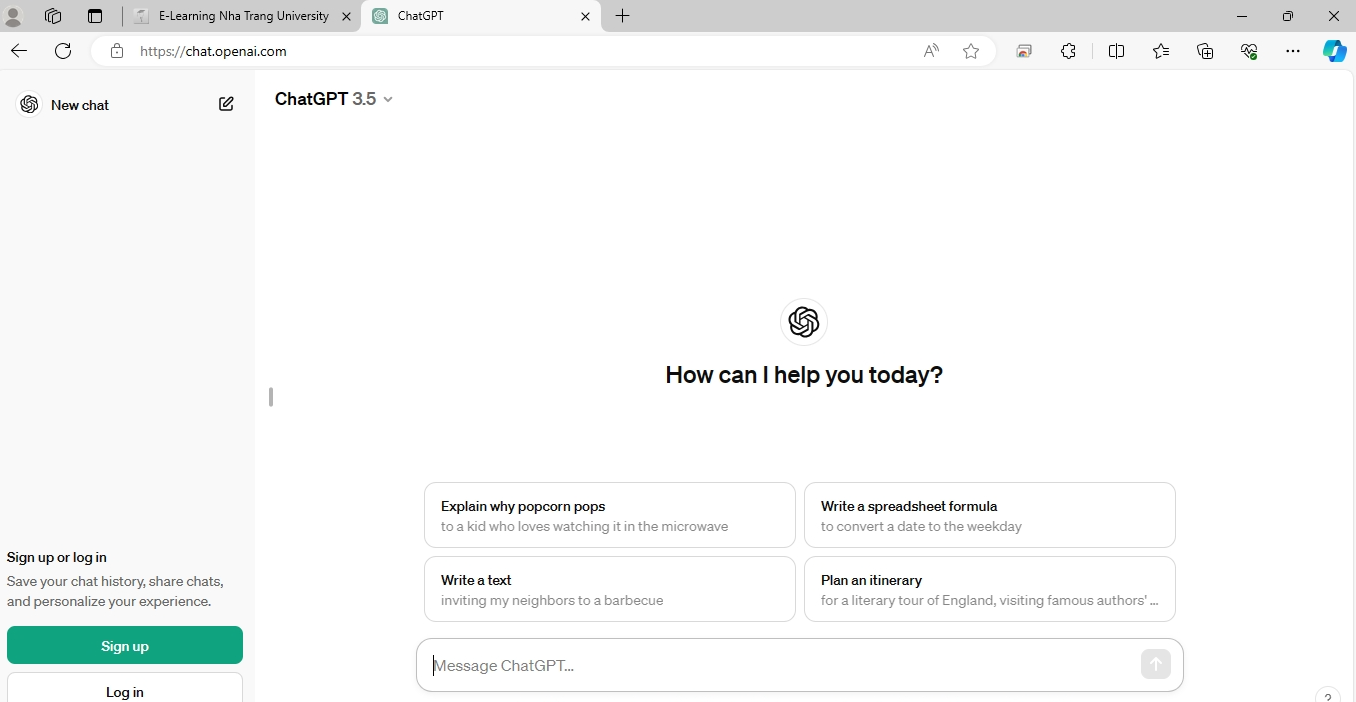 E-Learning Nha Trang University
ChatGPT
https://chat.openai.com
New chat
ChatGPT 3.5
How can I help you today?
Explain why popcorn pops
to a kid who loves watching it in the microwave
Write a spreadsheet formula
to convert a date to the weekday
Write a text
inviting my neighbors to a barbecue
Plan an itinerary
for a literary tour of England, visiting famous authors' ...
Sign up or log in
Save your chat history, share chats,
and personalize your experience.
Sign up
Log in
Message ChatGPT...
?